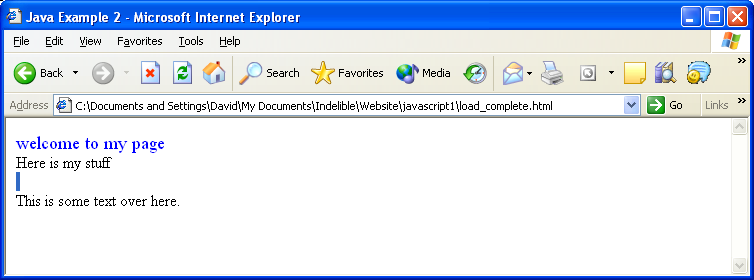 Java Example 2 - Microsoft Internet Explorer
File Edit View Favorites Tools Help
Back Search Favorites Media
Address C:\Documents and Settings\David\My Documents\Indelible\Website\javascript1\load_complete.html Go Links
welcome to my page
Here is my stuff
This is some text over here.